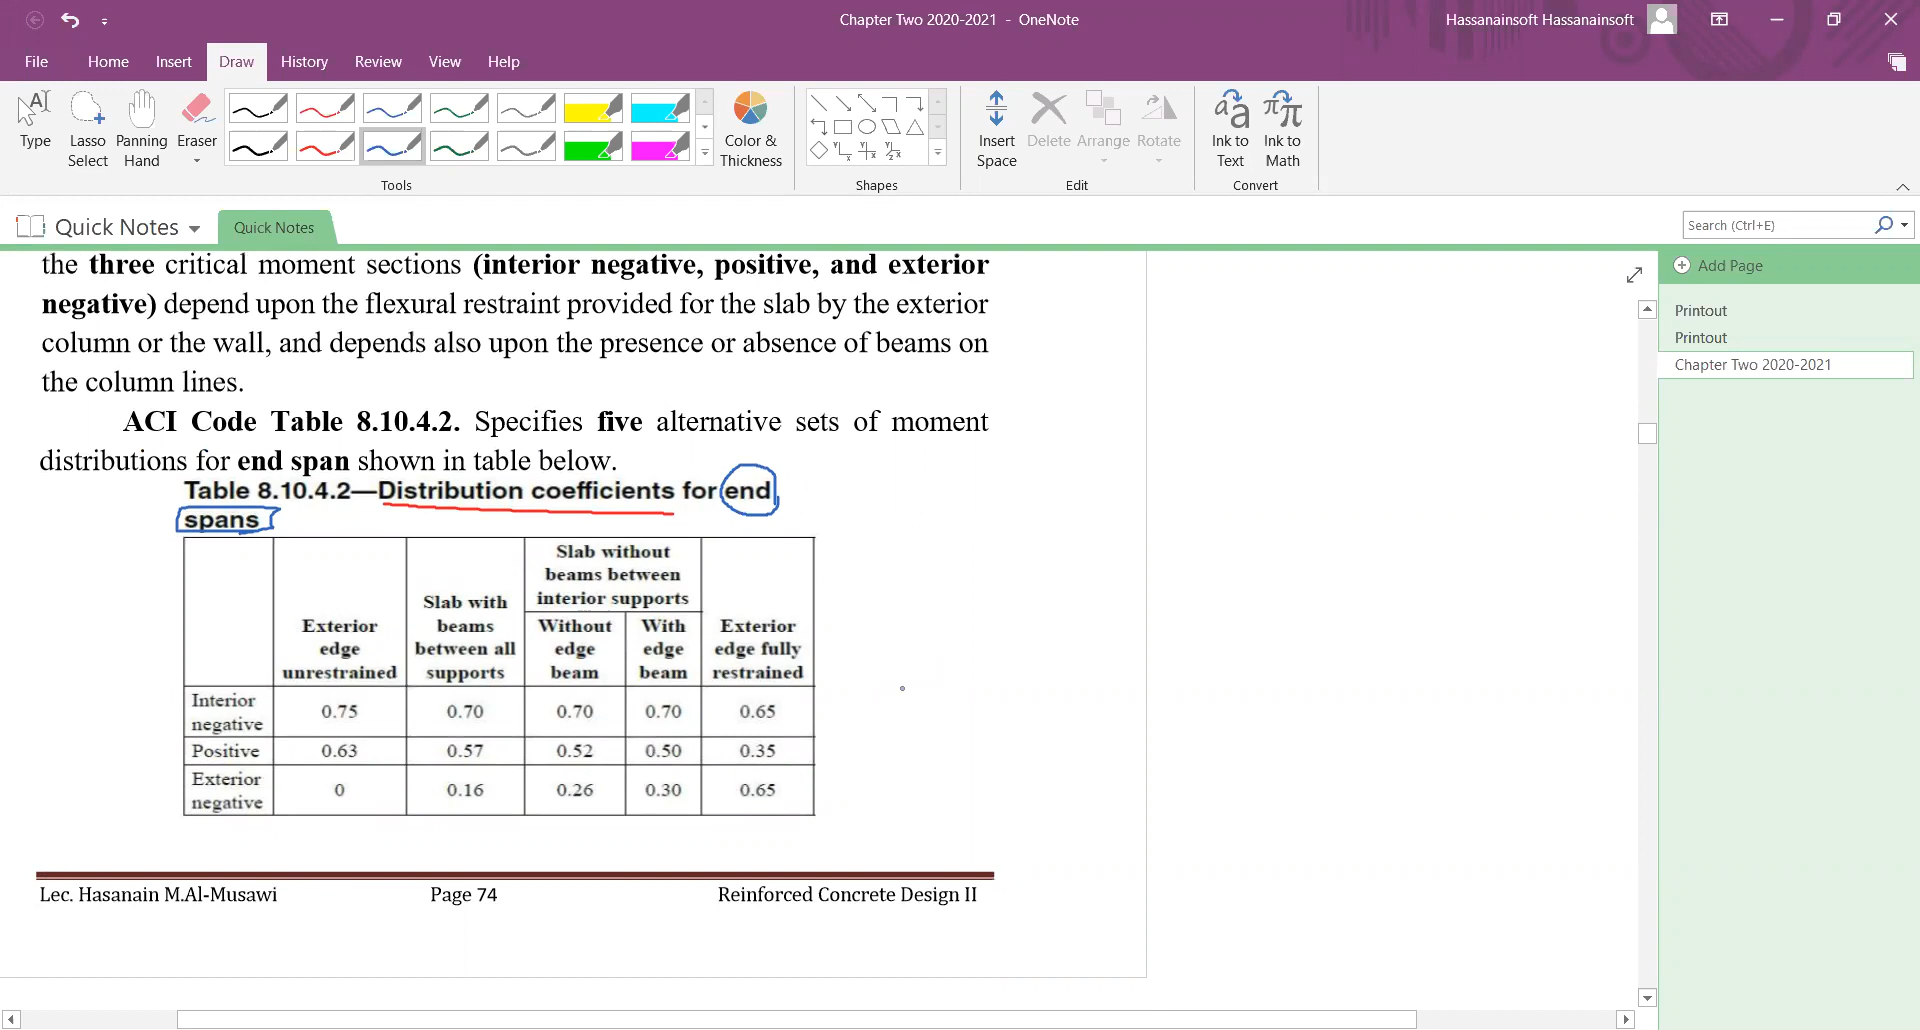 Chapter Two 2020-2021 - OneNote
Hassanainsoft Hassanainsoft
File Home Insert Draw History Review View Help
Type
Lasso Select
Panning Hand
Eraser
Color & Thickness
Insert Space
Delete
Arrange
Rotate
Ink to Text
Ink to Math
Tools
Shapes
Edit
Convert
Quick Notes
Quick Notes
Search (Ctrl+E)
the three critical moment sections (interior negative, positive, and exterior
negative) depend upon the flexural restraint provided for the slab by the exterior
column or the wall, and depends also upon the presence or absence of beams on
the column lines.
ACI Code Table 8.10.4.2. Specifies five alternative sets of moment
distributions for end span shown in table below.
Table 8.10.4.2—Distribution coefficients for end
spans
Exterior edge unrestrained
Slab with beams between all supports
Slab without beams between interior supports
Without edge beam
With edge beam
Exterior edge fully restrained
Interior negative 0.75 0.70 0.70 0.70 0.65
Positive 0.63 0.57 0.52 0.50 0.35
Exterior negative 0 0.16 0.26 0.30 0.65
Lec. Hasanain M.Al-Musawi Page 74 Reinforced Concrete Design II
Add Page
Printout
Printout
Chapter Two 2020-2021